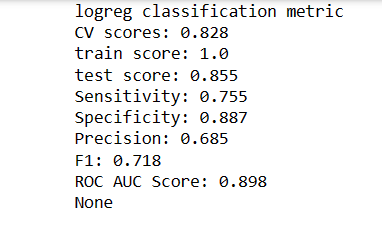 logreg classification metric
CV scores: 0.828
train score: 1.0
test score: 0.855
Sensitivity: 0.755
Specificity: 0.887
Precision: 0.685
F1: 0.718
ROC AUC Score: 0.898
None